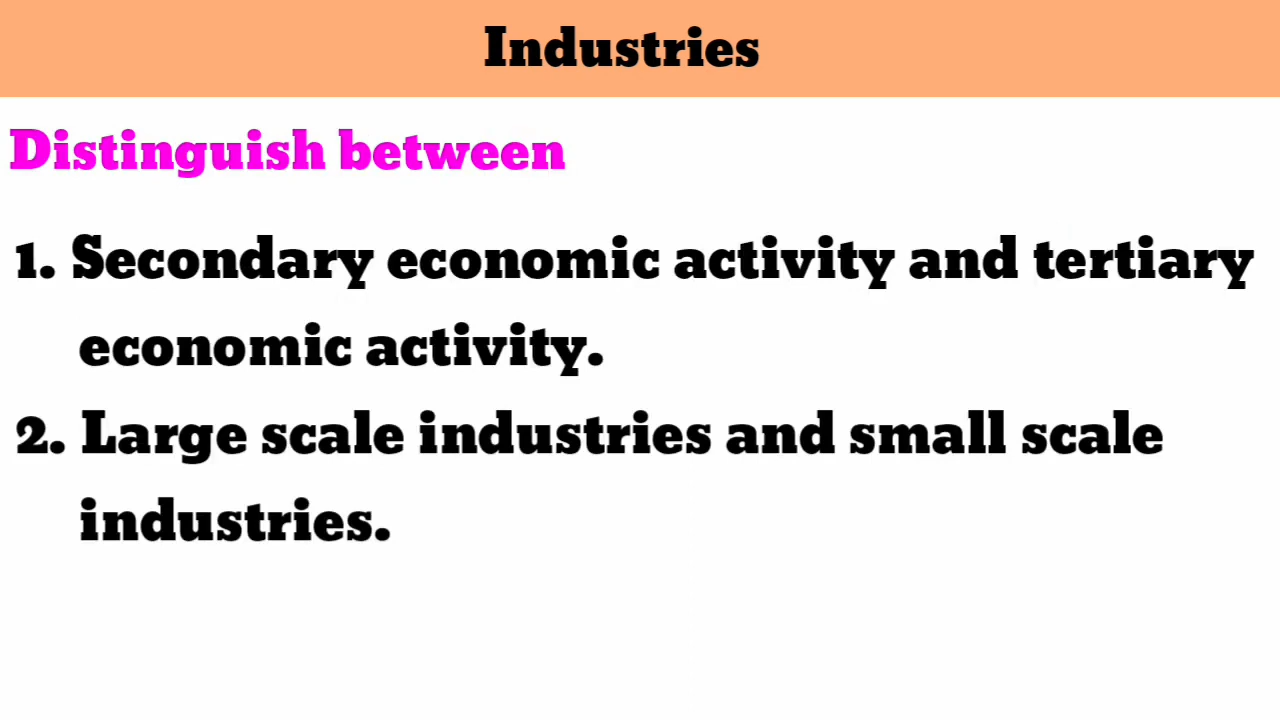 Industries
Distinguish between
1. Secondary economic activity and tertiary
economic activity.
2. Large scale industries and small scale
industries.